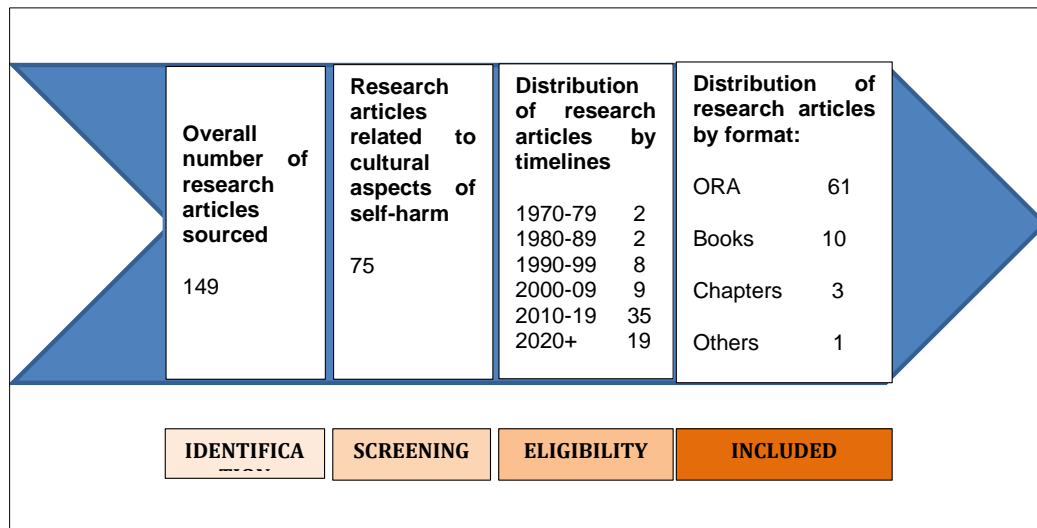 Overall
number of
research
articles
sourced
149
Research
articles
related to
cultural
aspects of
self-harm
75
Distribution
of research
articles by
timelines
1970-79 2
1980-89 2
1990-99 8
2000-09 9
2010-19 35
2020+ 19
Distribution of
research articles
by format:
ORA 61
Books 10
Chapters 3
Others 1
IDENTIFICA
TION
SCREENING
ELIGIBILITY
INCLUDED